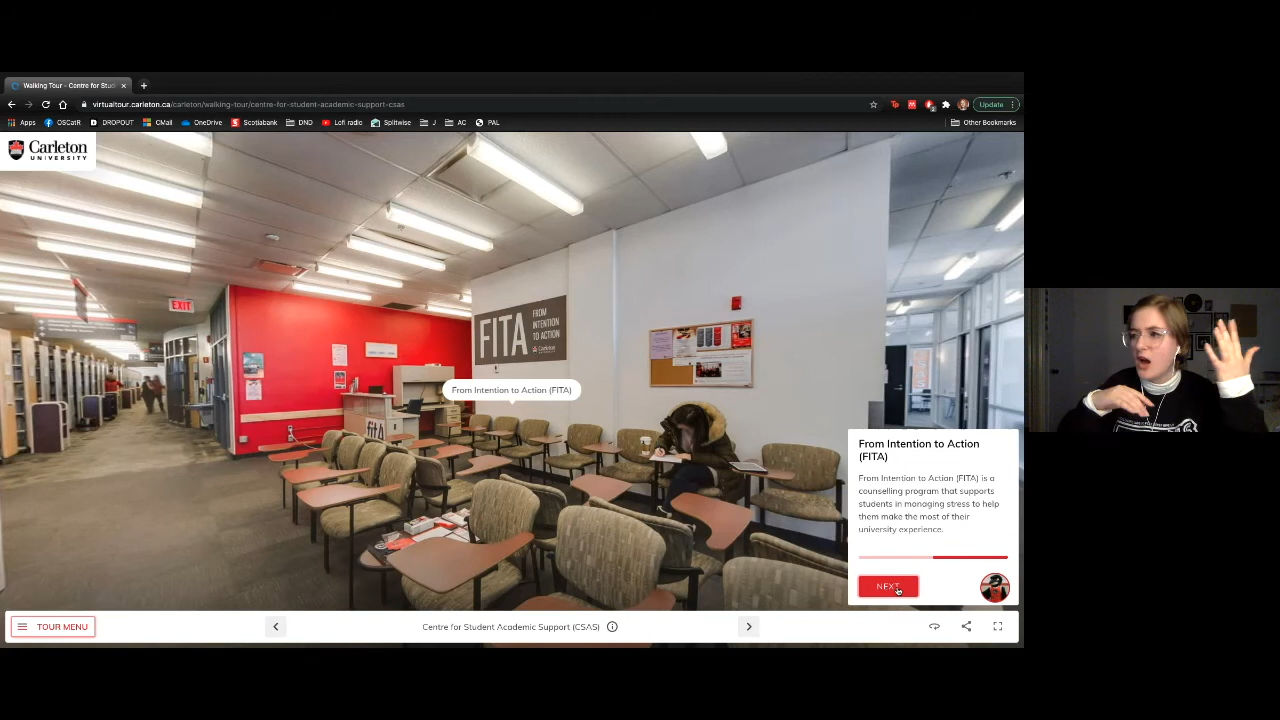 Walking Tour - Centre for Stud
virtualtour.carleton.ca/carleton/walking-tour/centre-for-student-academic-support-csas
Update
Apps
OSCatR
DROPOUT
GMail
OneDrive
Scotiabank
DND
Lofi radio
Splitwise
J
AC
PAL
Other Bookmarks
Carleton
UNIVERSITY
EXIT
FITA
FROM
INTENTION
TO ACTION
Carleton
From Intention to Action (FITA)
fita
From Intention to Action
(FITA)
From Intention to Action (FITA) is a
counselling program that supports
students in managing stress to help
them make the most of their
university experience.
NEXT
TOUR MENU
Centre for Student Academic Support (CSAS)